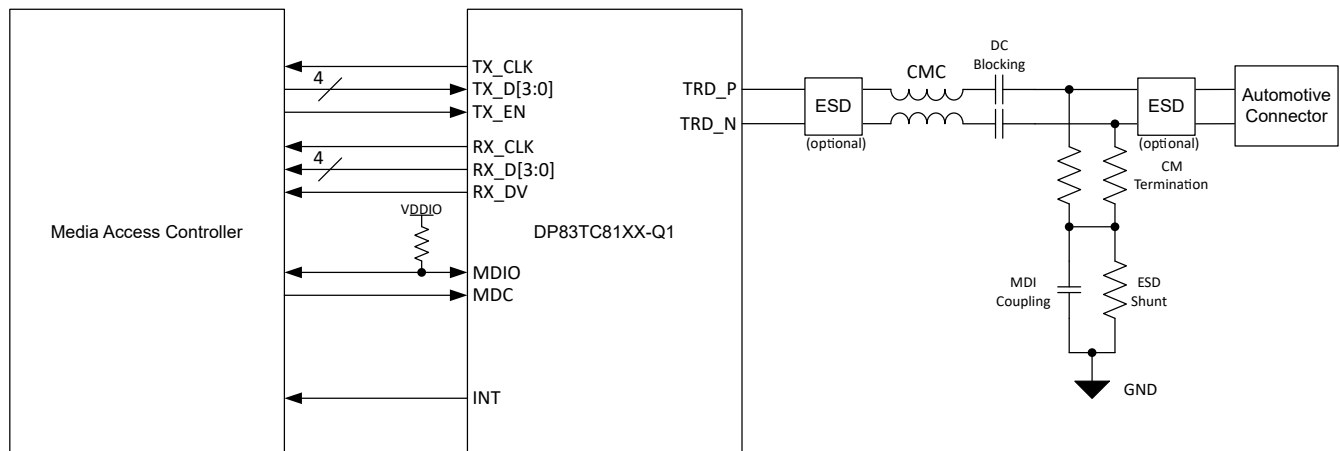 Media Access Controller
4
4
VDDIO
TX_CLK
TX_D[3:0]
TX_EN
RX_CLK
RX_D[3:0]
RX_DV
DP83TC81XX-Q1
MDIO
MDC
INT
TRD_P
TRD_N
ESD
(optional)
CMC
DC
Blocking
ESD
(optional)
Automotive
Connector
CM
Termination
MDI
Coupling
ESD
Shunt
GND